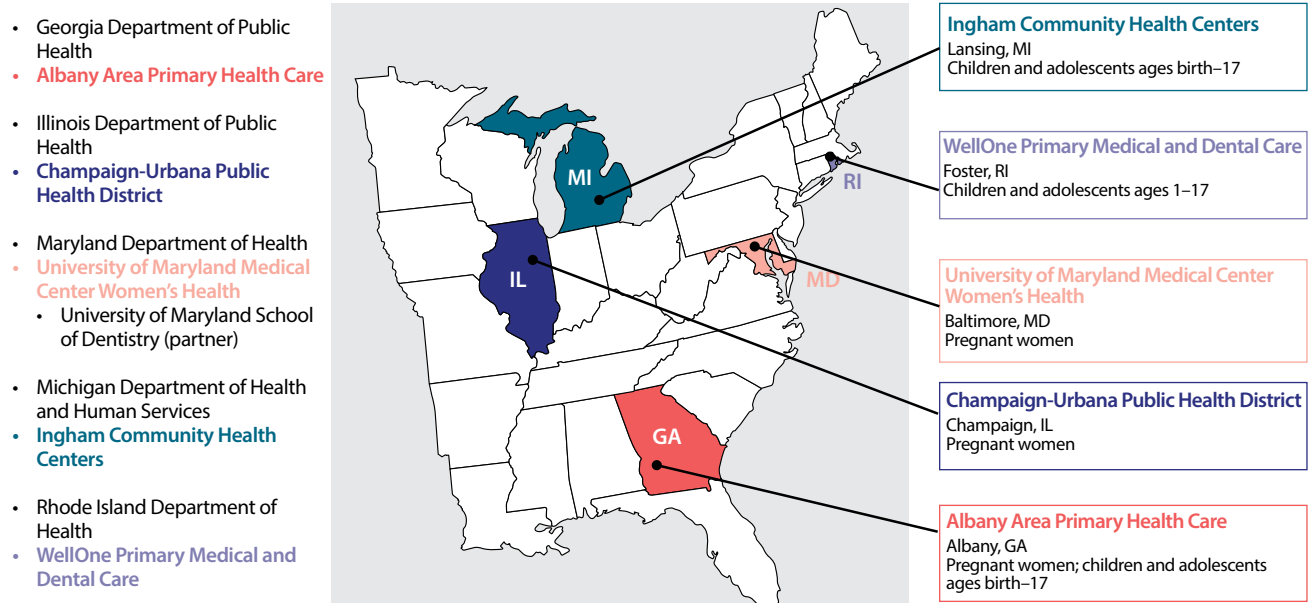 • Georgia Department of Public
Health
• Albany Area Primary Health Care
• Illinois Department of Public
Health
• Champaign-Urbana Public
Health District
• Maryland Department of Health
• University of Maryland Medical
Center Women’s Health
• University of Maryland School
of Dentistry (partner)
• Michigan Department of Health
and Human Services
• Ingham Community Health
Centers
• Rhode Island Department of
Health
• WellOne Primary Medical and
Dental Care
MI
RI
IL
MD
GA
Ingham Community Health Centers
Lansing, MI
Children and adolescents ages birth–17
WellOne Primary Medical and Dental Care
Foster, RI
Children and adolescents ages 1–17
University of Maryland Medical Center
Women’s Health
Baltimore, MD
Pregnant women
Champaign-Urbana Public Health District
Champaign, IL
Pregnant women
Albany Area Primary Health Care
Albany, GA
Pregnant women; children and adolescents
ages birth–17